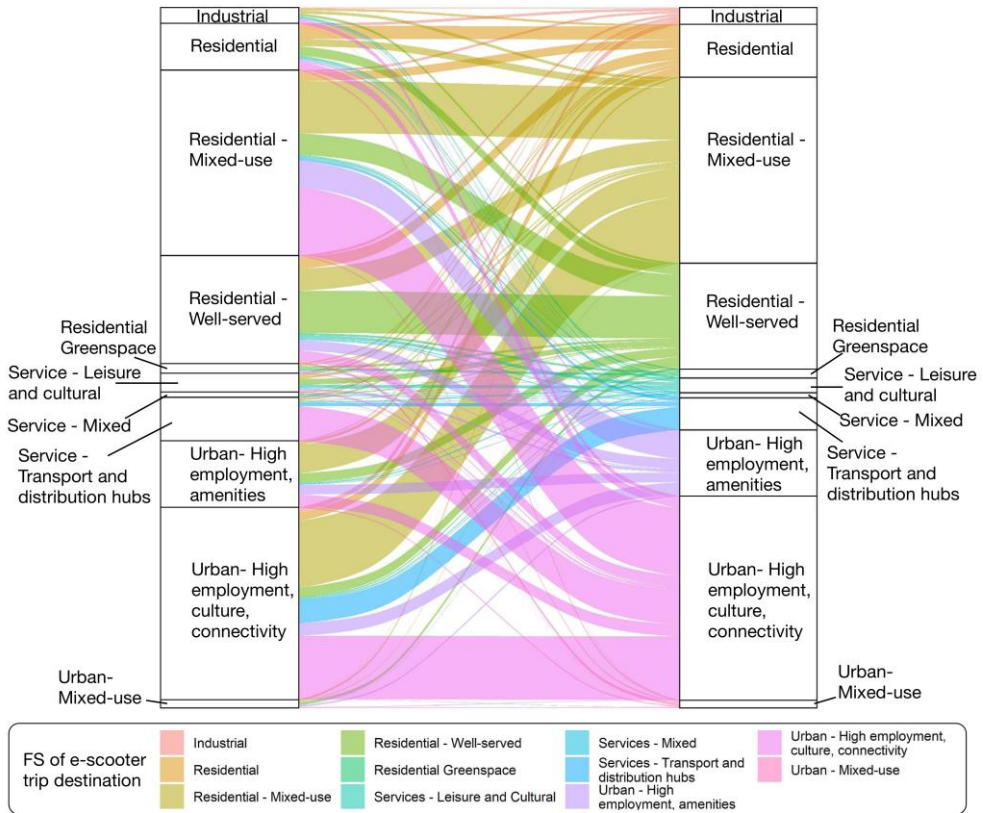 Industrial
Residential
Residential -
Mixed-use
Residential -
Well-served
Residential
Greenspace
Service - Leisure
and cultural
Service - Mixed
Service -
Transport and
distribution hubs
Urban- High
employment,
amenities
Urban- High
employment,
culture,
connectivity
Urban-
Mixed-use
Industrial
Residential
Residential -
Mixed-use
Residential -
Well-served
Residential
Greenspace
Service - Leisure
and cultural
Service - Mixed
Service -
Transport and
distribution hubs
Urban- High
employment,
amenities
Urban- High
employment,
culture,
connectivity
Urban-
Mixed-use
FS of e-scooter
trip destination
Industrial
Residential
Residential - Mixed-use
Residential - Well-served
Residential Greenspace
Services - Leisure and Cultural
Services - Mixed
Services - Transport and
distribution hubs
Urban - High
employment, amenities
Urban - High employment,
culture, connectivity
Urban - Mixed-use